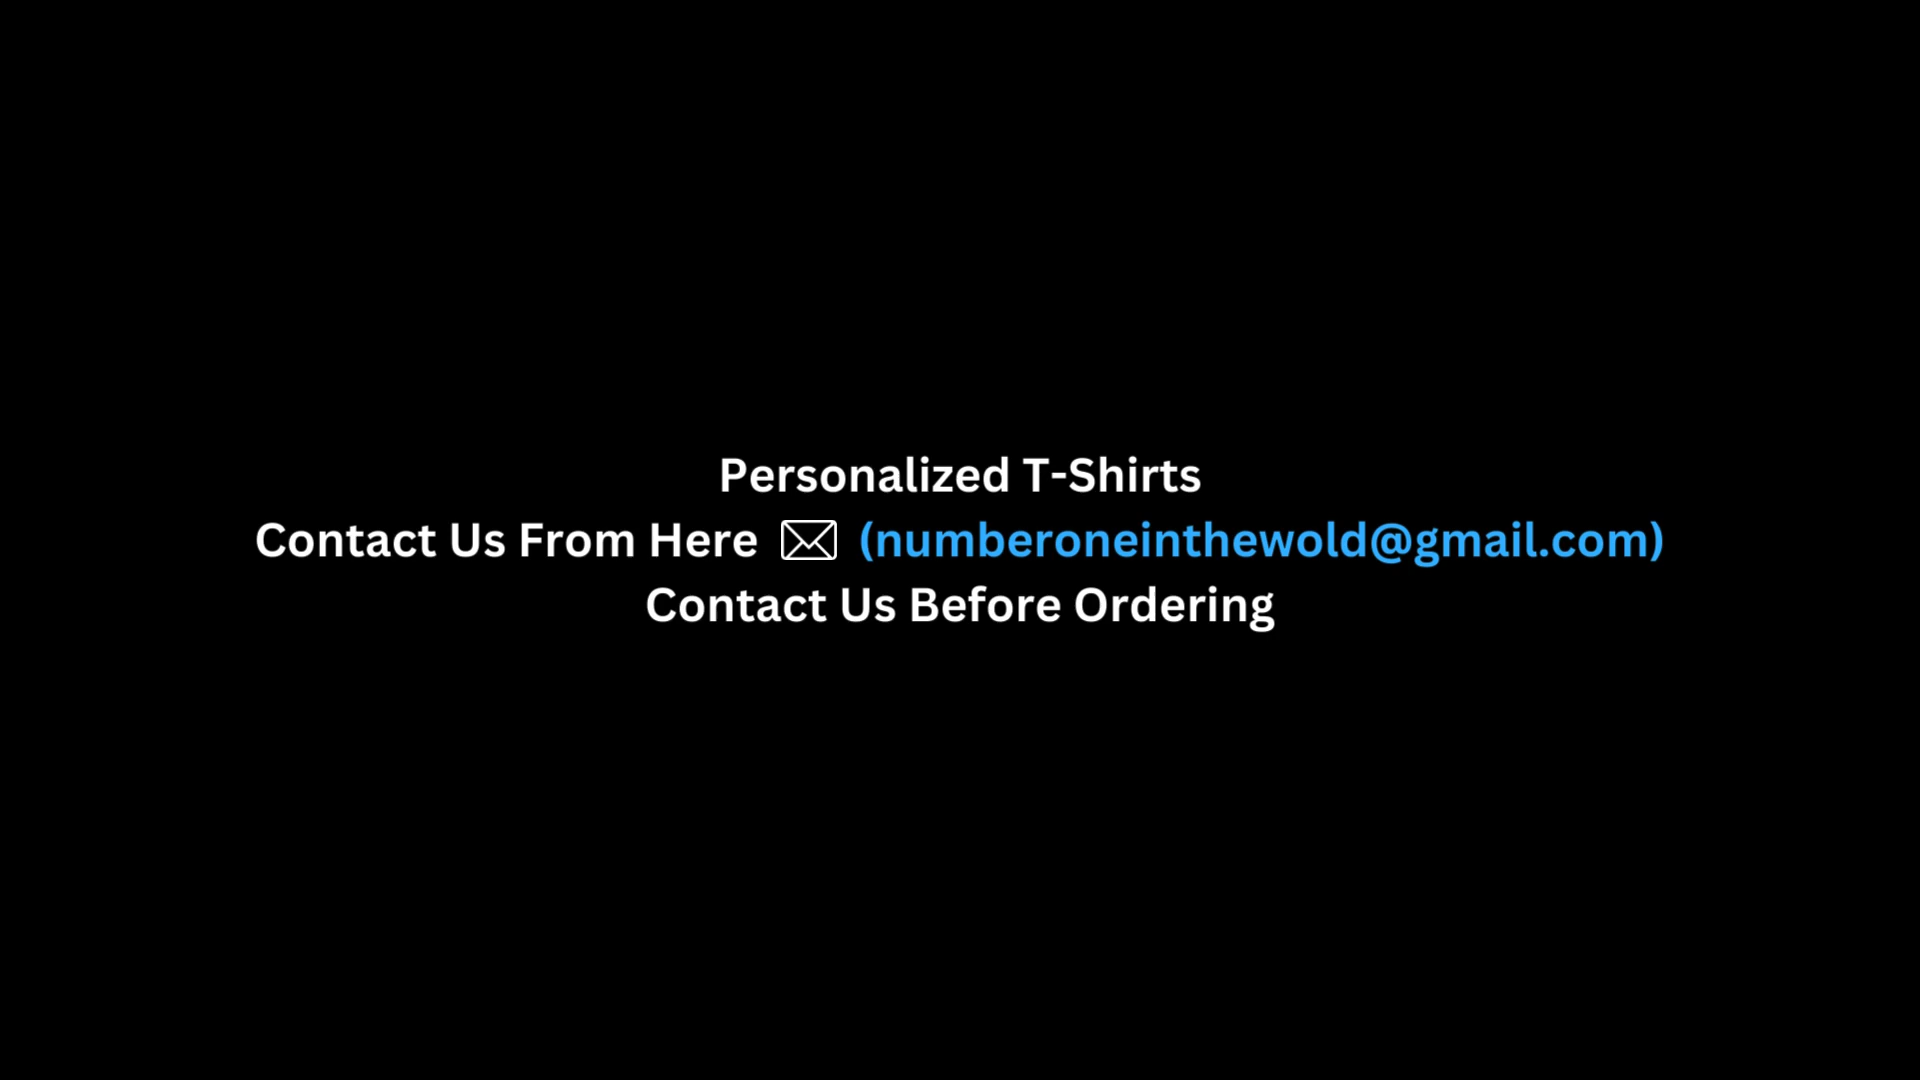 Personalized T-Shirts
Contact Us From Here ✉ (numberoneinthewold@gmail.com)
Contact Us Before Ordering